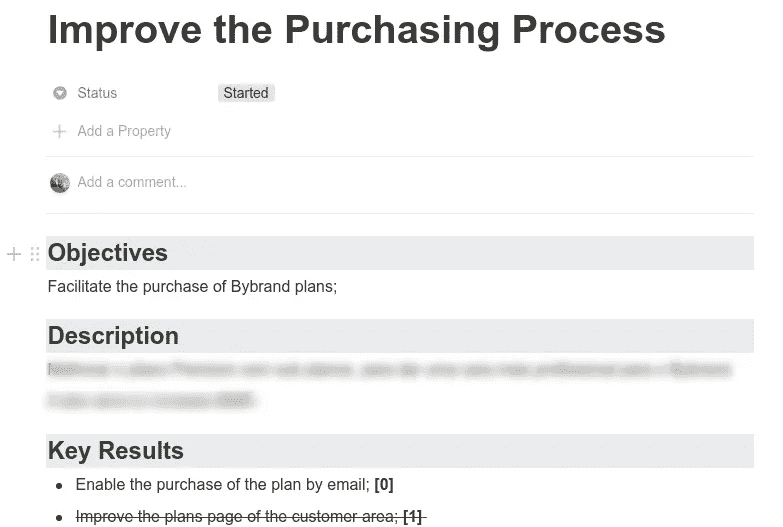 Improve the Purchasing Process
Status Started
Add a Property
Add a comment...
Objectives
Facilitate the purchase of Bybrand plans;
Description
Key Results
Enable the purchase of the plan by email; [0]
Improve the plans page of the customer area; [1]